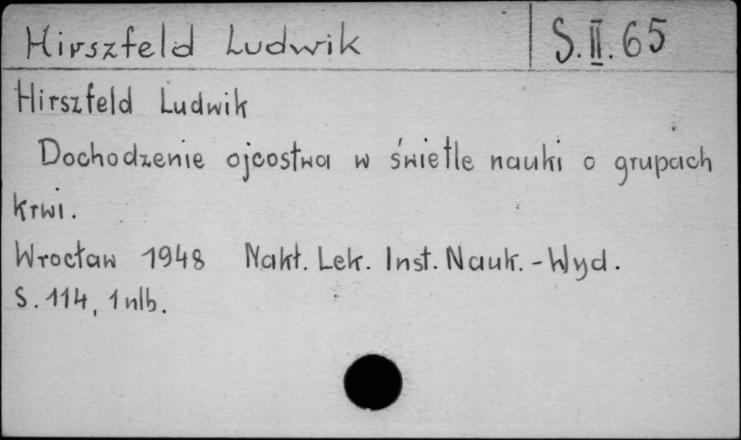 Hirszfeld Ludwik
S.II.65
Hirszfeld Ludwik
Dochodzenie ojcostwa w świetle nauki o grupach
krwi.
Wrocław 1948 Nakł. Lek. Inst. Nauk.-Wyd.
S. 114, 1 nlb.